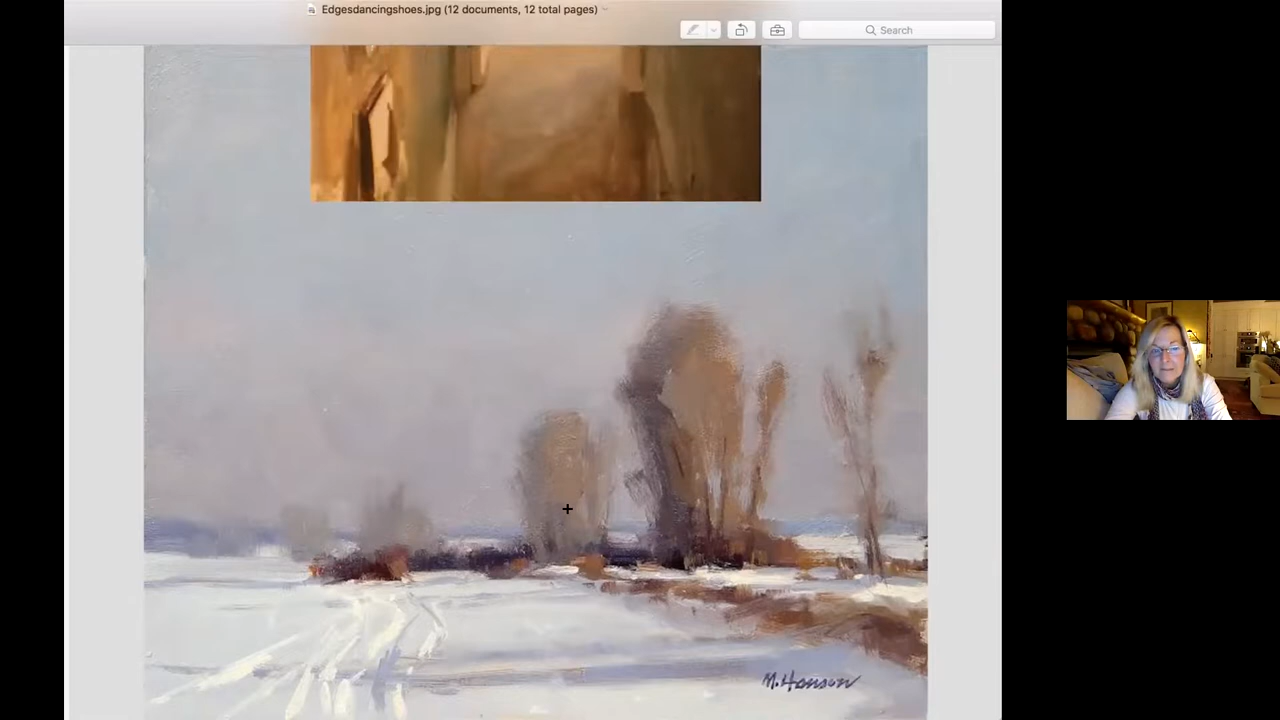 Edgesdancingshoes.jpg (12 documents, 12 total pages)
Search
M. Hanson